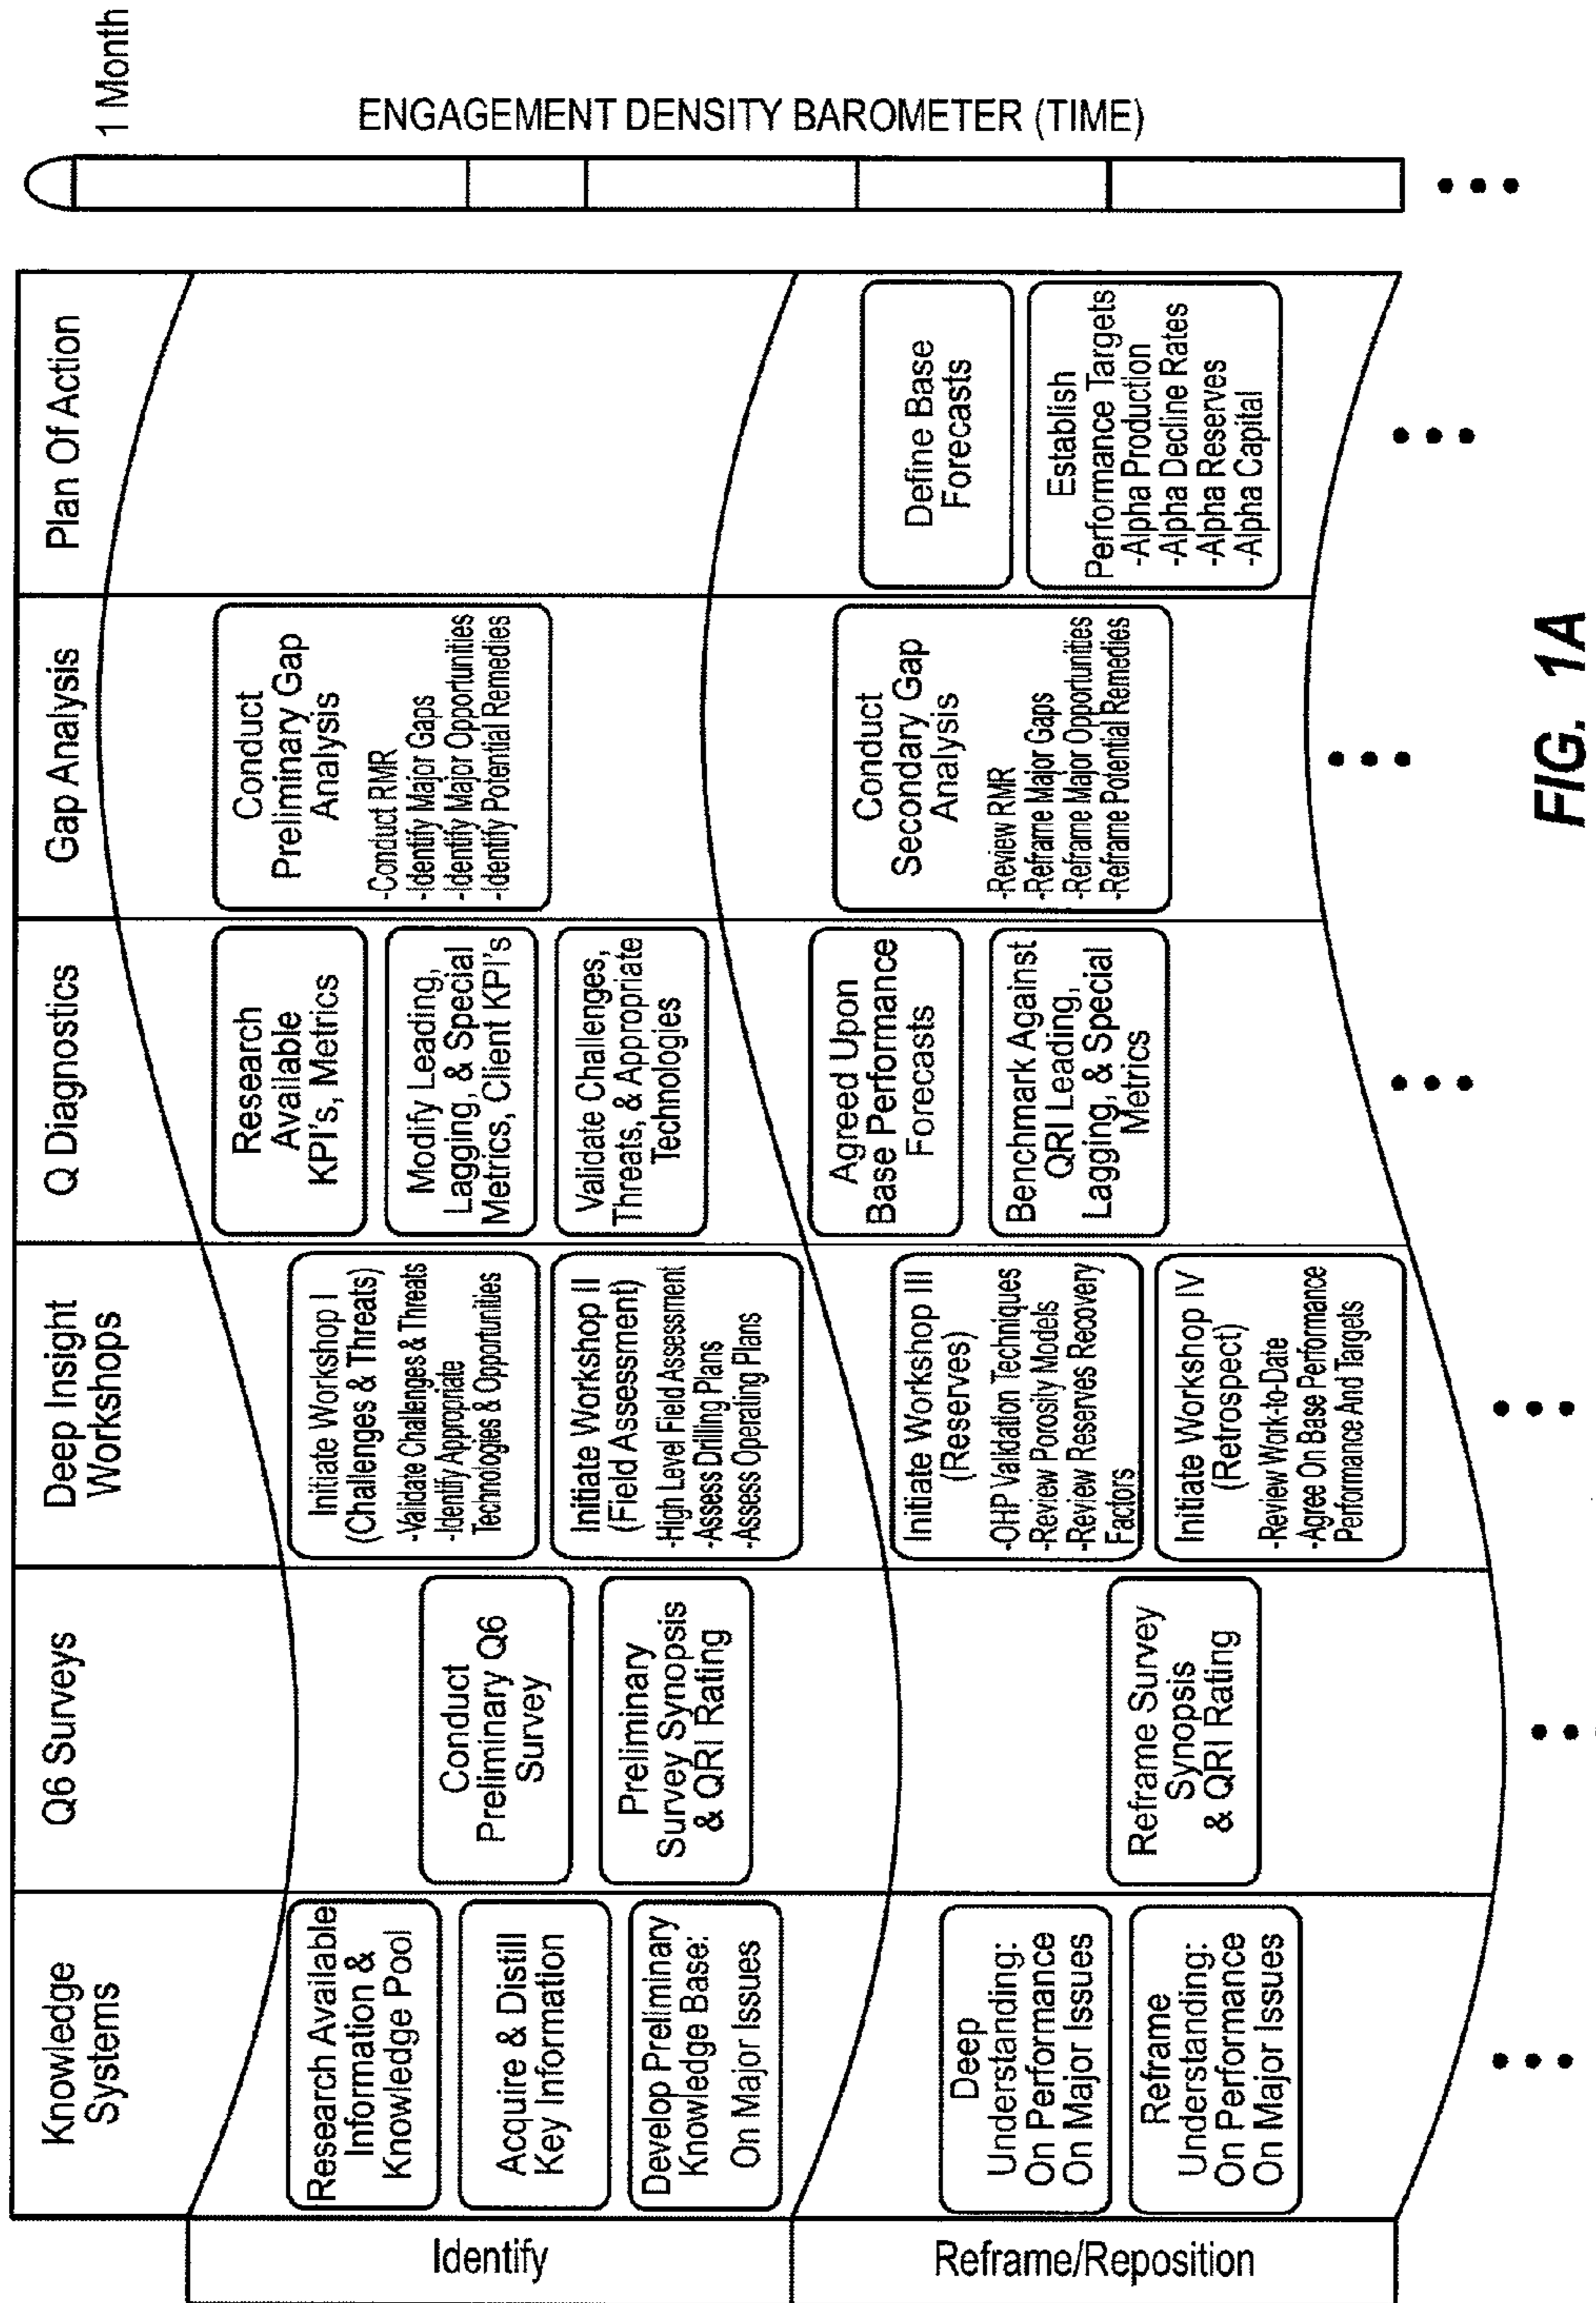 Knowledge
Systems
Q6 Surveys
Deep Insight
Workshops
Q Diagnostics
Gap Analysis
Plan Of Action
1 Month
ENGAGEMENT DENSITY BAROMETER (TIME)
Identify
Research Available
Information &
Knowledge Pool
Acquire & Distill
Key Information
Develop Preliminary
Knowledge Base:
On Major Issues
Conduct
Preliminary Q6
Survey
Preliminary
Survey Synopsis
& QRI Rating
Initiate Workshop I
(Challenges & Threats)
-Validate Challenges & Threats
-Identify Appropriate
Technologies & Opportunities
Initiate Workshop II
(Field Assessment)
-High Level Field Assessment
-Assess Drilling Plans
-Assess Operating Plans
Research
Available
KPI's, Metrics
Modify Leading,
Lagging, & Special
Metrics, Client KPI's
Validate Challenges,
Threats, & Appropriate
Technologies
Conduct
Preliminary Gap
Analysis
-Conduct RMR
-Identify Major Gaps
-Identify Major Opportunities
-Identify Potential Remedies
Reframe/Reposition
Deep
Understanding:
On Performance
On Major Issues
Reframe
Understanding:
On Performance
On Major Issues
Reframe Survey
Synopsis
& QRI Rating
Initiate Workshop III
(Reserves)
-OHP Validation Techniques
-Review Porosity Models
-Review Reserves Recovery
Factors
Initiate Workshop IV
(Retrospect)
-Review Work-to-Date
-Agree On Base Performance
Performance And Targets
Agreed Upon
Base Performance
Forecasts
Benchmark Against
QRI Leading,
Lagging, & Special
Metrics
Conduct
Secondary Gap
Analysis
-Review RMR
-Reframe Major Gaps
-Reframe Major Opportunities
-Reframe Potential Remedies
Define Base
Forecasts
Establish
Performance Targets
-Alpha Production
-Alpha Decline Rates
-Alpha Reserves
-Alpha Capital
FIG. 1A